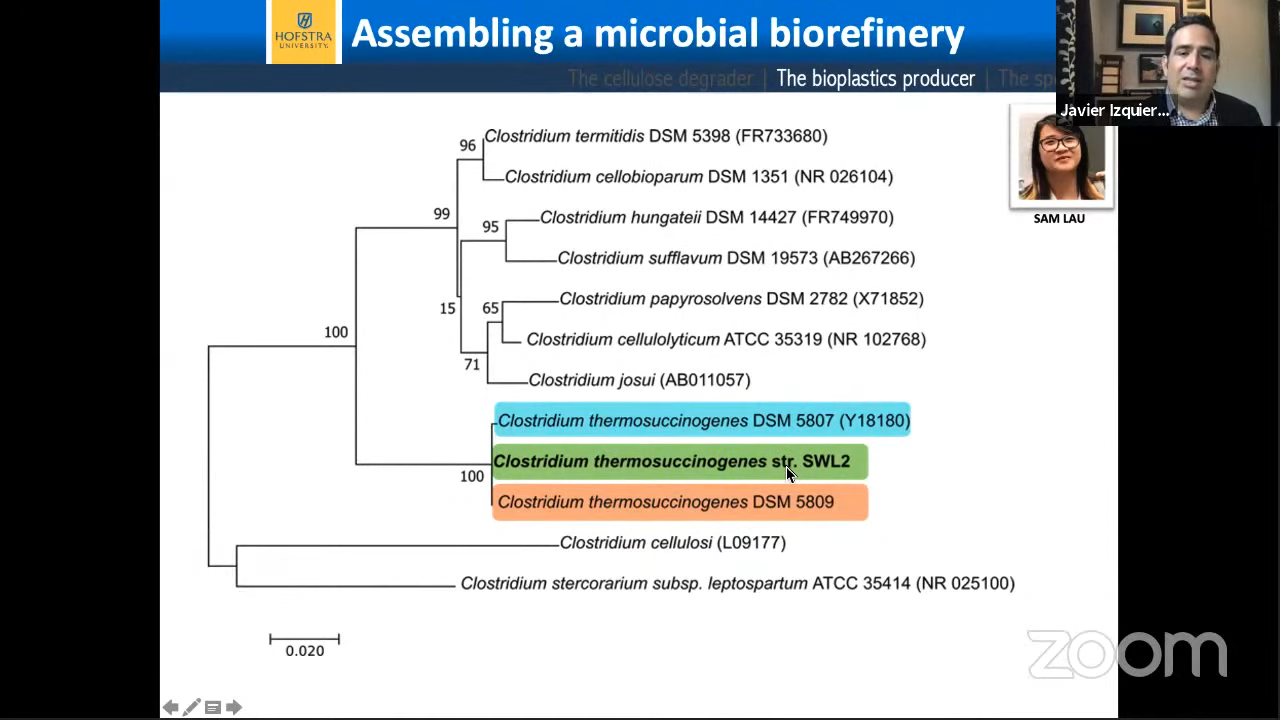 HOFSTRA
UNIVERSITY.
Assembling a microbial biorefinery
The cellulose degrader | The bioplastics producer | The sp
Javier Izquier...
SAM LAU
Clostridium termitidis DSM 5398 (FR733680)
96
Clostridium cellobioparum DSM 1351 (NR 026104)
99
Clostridium hungateii DSM 14427 (FR749970)
95
Clostridium sufflavum DSM 19573 (AB267266)
Clostridium papyrosolvens DSM 2782 (X71852)
15
65
100
Clostridium cellulolyticum ATCC 35319 (NR 102768)
71
Clostridium josui (AB011057)
Clostridium thermosuccinogenes DSM 5807 (Y18180)
Clostridium thermosuccinogenes str. SWL2
100
Clostridium thermosuccinogenes DSM 5809
Clostridium cellulosi (L09177)
Clostridium stercorarium subsp. leptospartum ATCC 35414 (NR 025100)
0.020
zoom